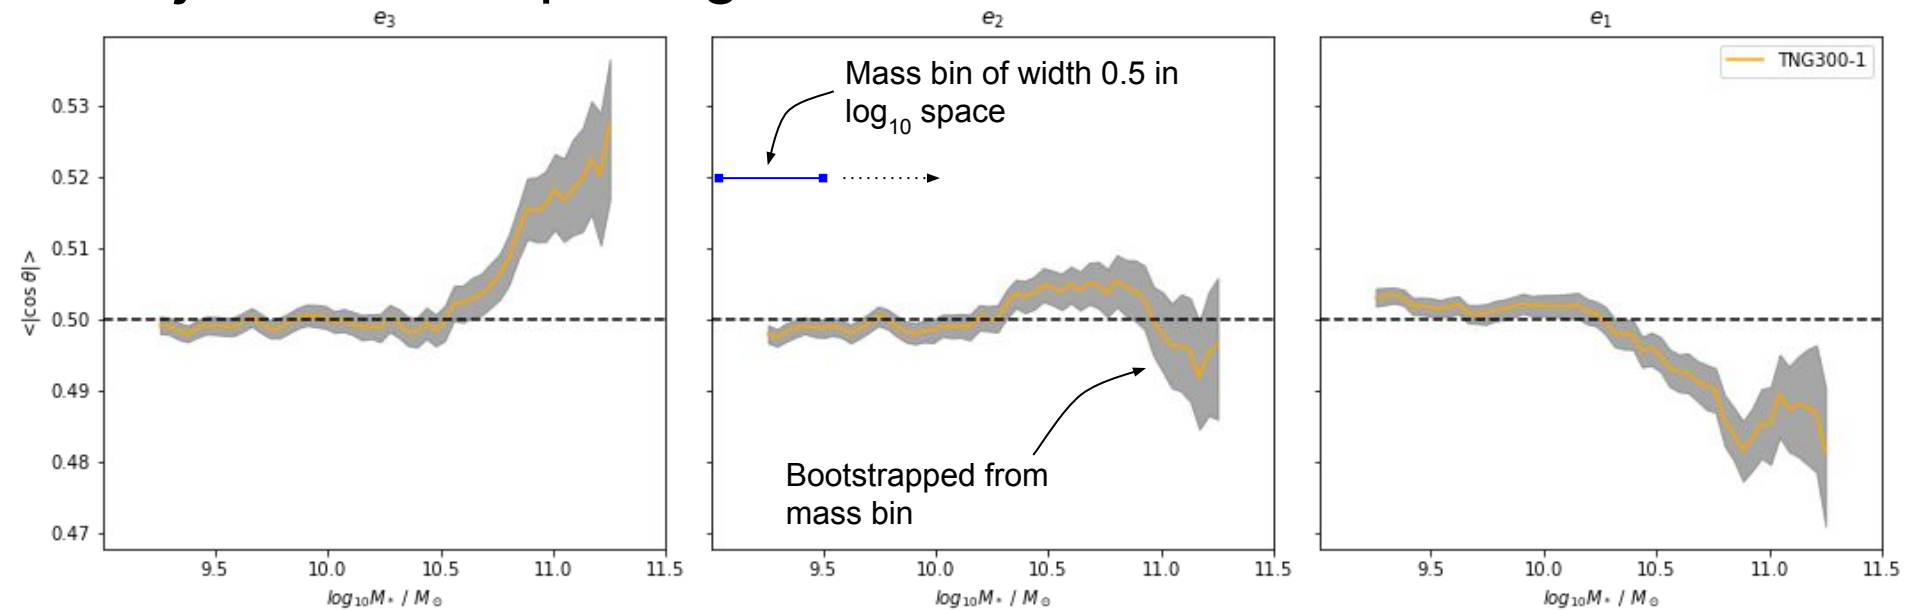 e₃
e₂
e₁
Mass bin of width 0.5 in
log₁₀ space
TNG300-1
Bootstrapped from
mass bin
<|cos θ|>
0.53
0.52
0.51
0.50
0.49
0.48
0.47
9.5 10.0 10.5 11.0 11.5
9.5 10.0 10.5 11.0 11.5
9.5 10.0 10.5 11.0 11.5
log₁₀M* / M⊙
log₁₀M* / M⊙
log₁₀M* / M⊙